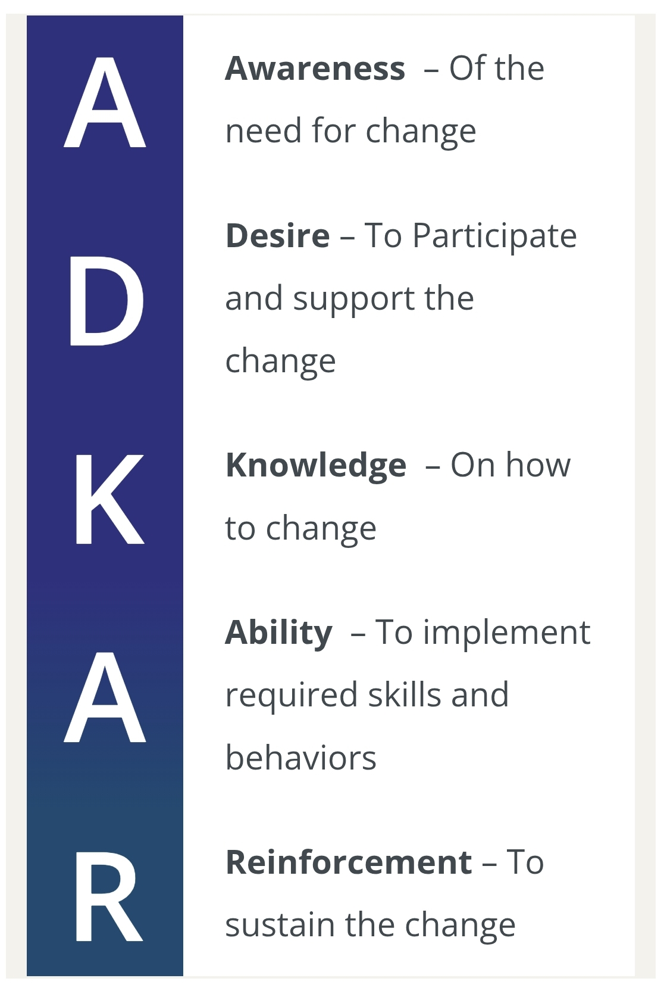 A
Awareness – Of the
need for change
D
Desire – To Participate
and support the
change
K
Knowledge – On how
to change
A
Ability – To implement
required skills and
behaviors
R
Reinforcement – To
sustain the change